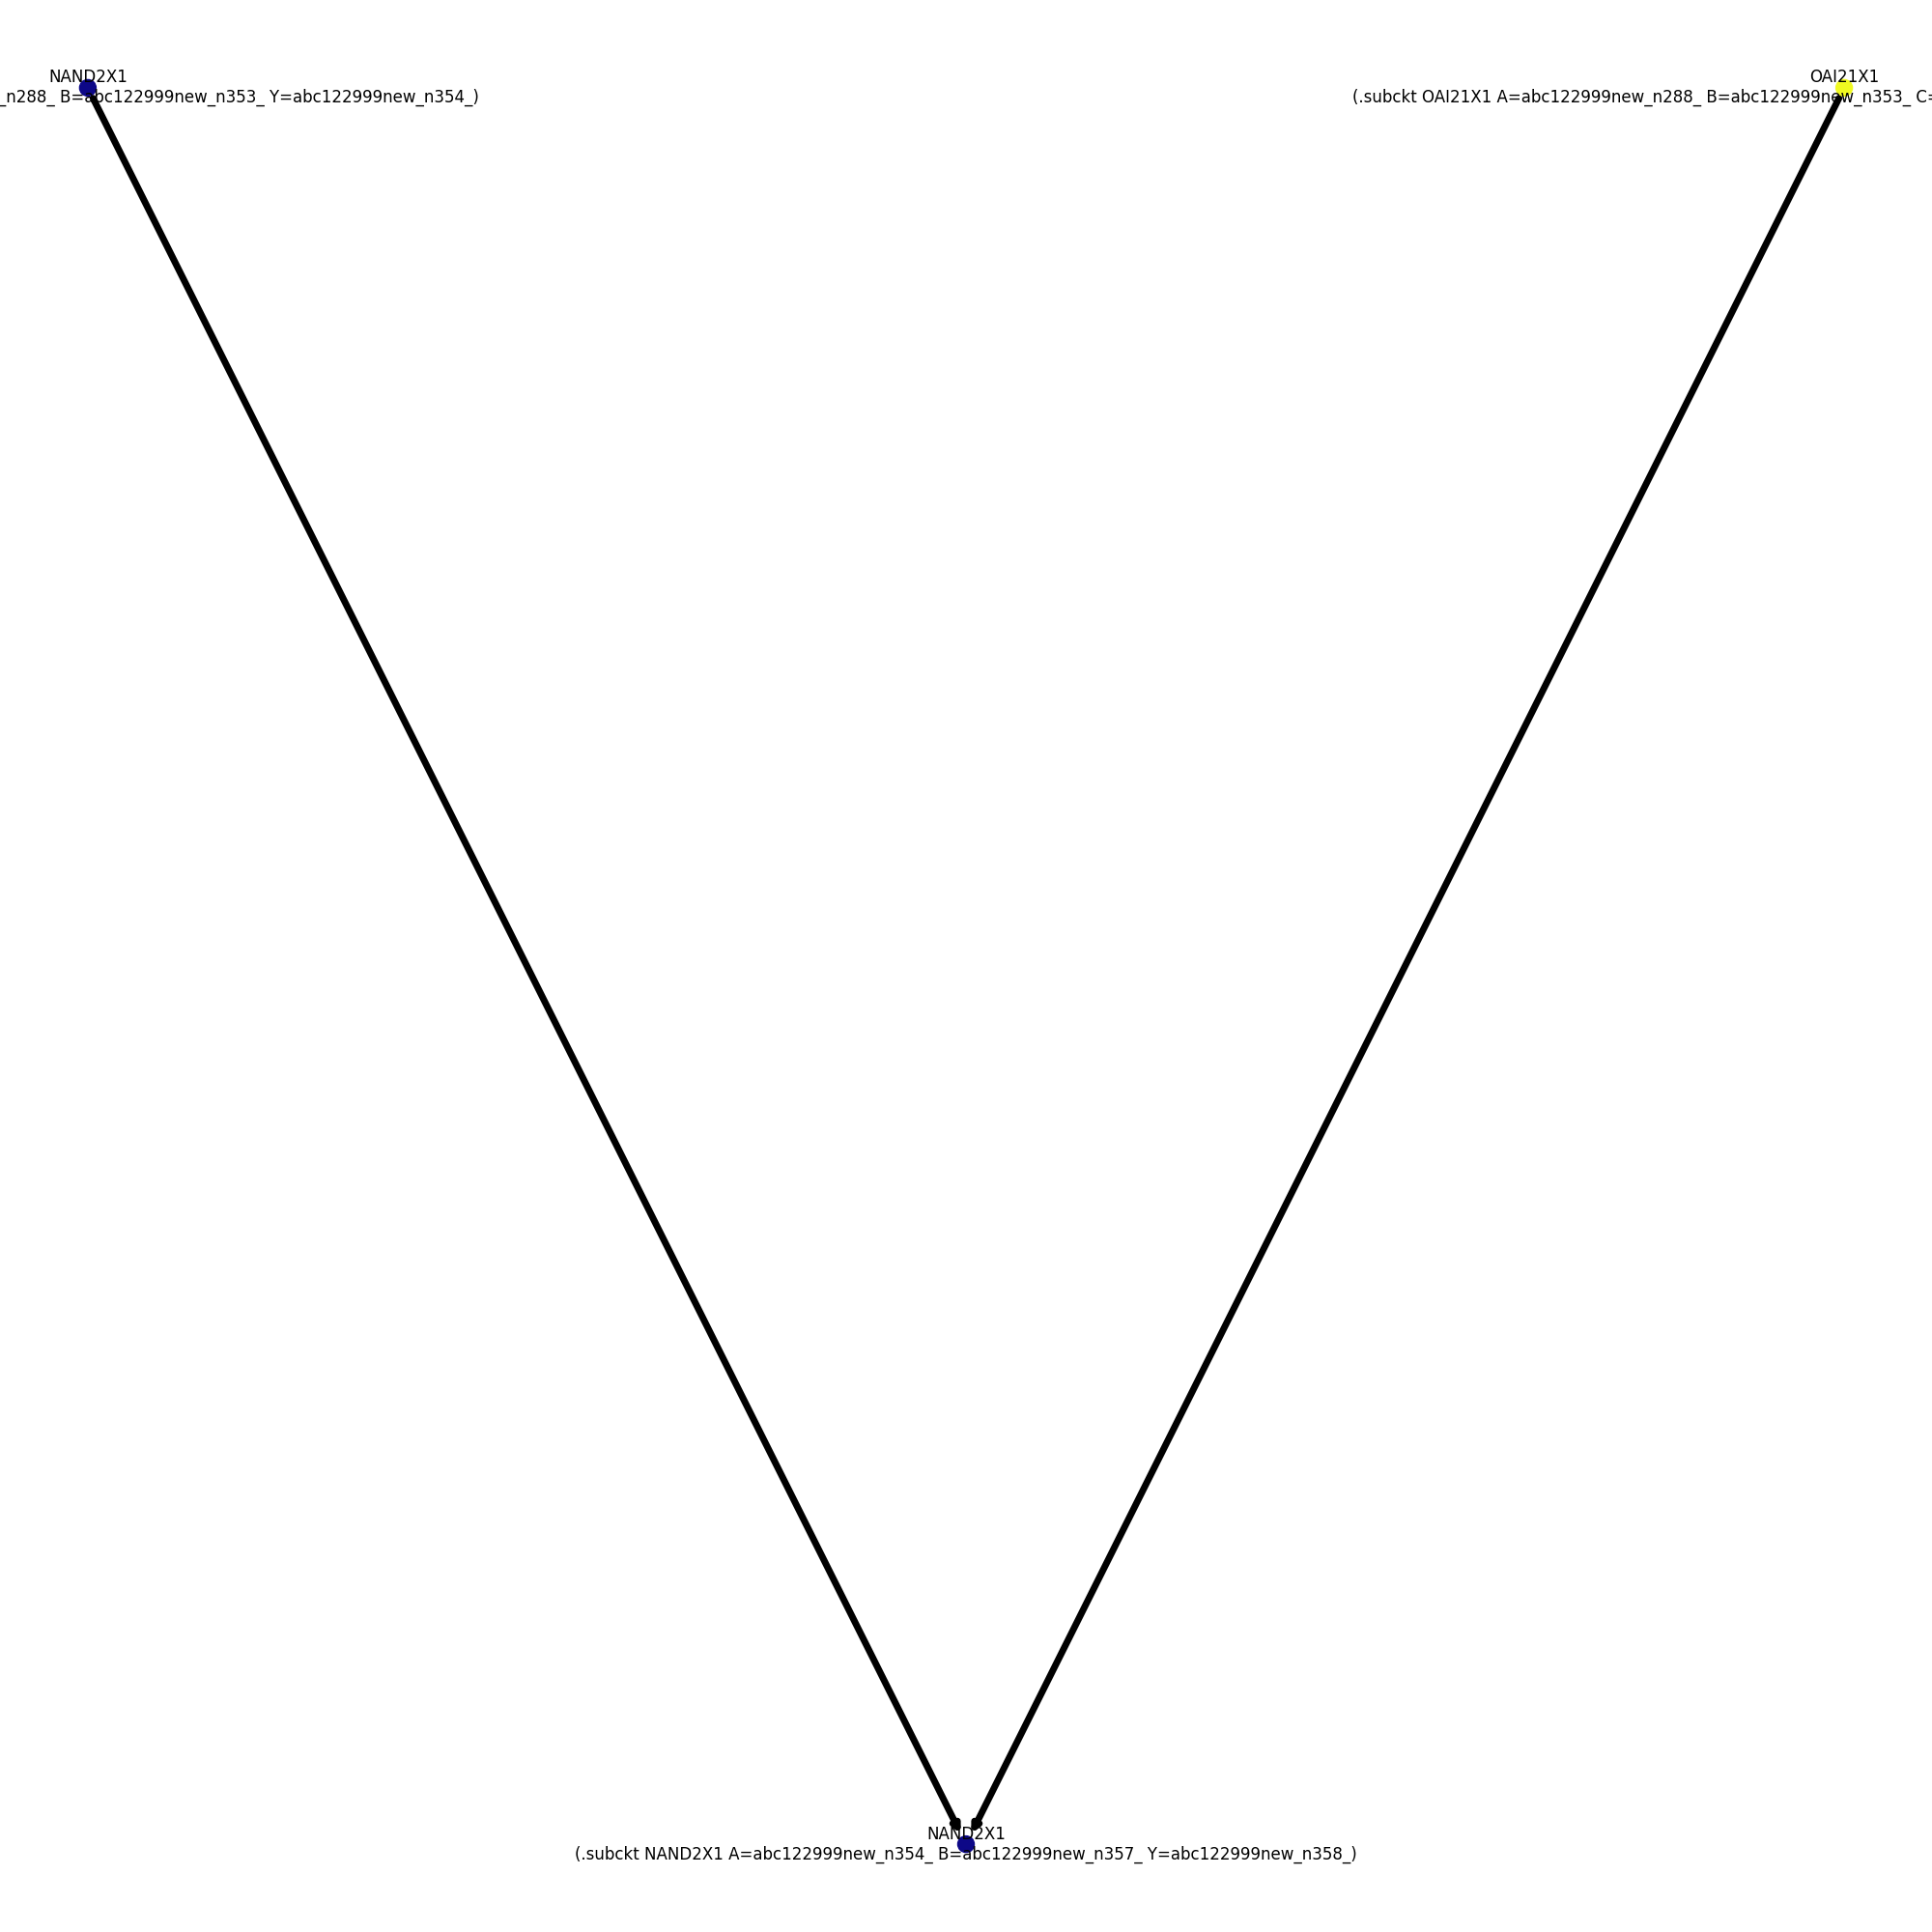 NAND2X1
_n288_ B=abc122999new_n353_ Y=abc122999new_n354_)
OAI21X1
(.subckt OAI21X1 A=abc122999new_n288_ B=abc122999new_n353_ C=
NAND2X1
(.subckt NAND2X1 A=abc122999new_n354_ B=abc122999new_n357_ Y=abc122999new_n358_)